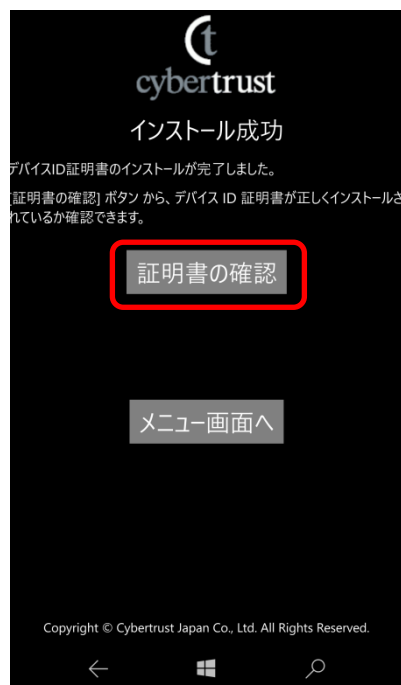 cybertrust
インストール成功
デバイスID証明書のインストールが完了しました。
[証明書の確認] ボタン から、デバイス ID 証明書が正しくインストールさ
れているか確認できます。
証明書の確認
メニュー画面へ
Copyright © Cybertrust Japan Co., Ltd. All Rights Reserved.